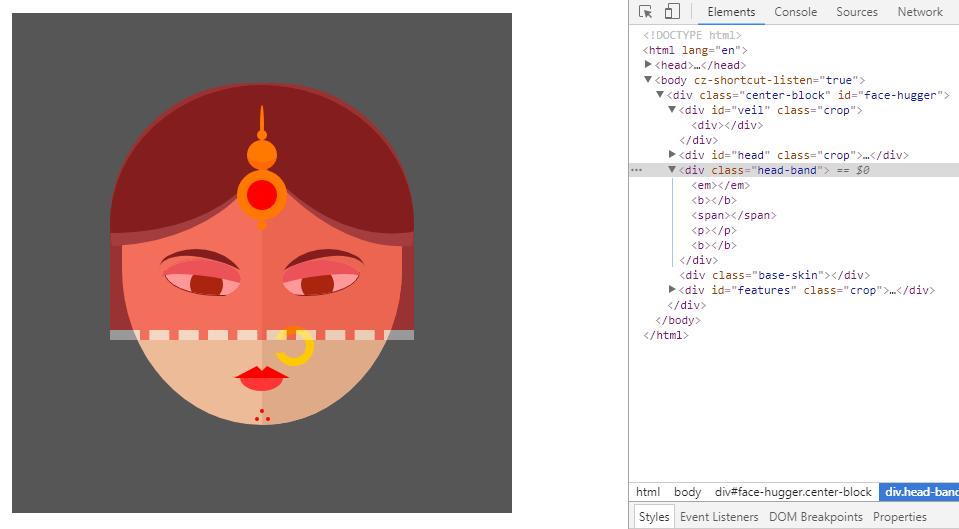 Elements Console Sources Network
<!DOCTYPE html>
<html lang="en">
<head>…</head>
<body cz-shortcut-listen="true">
<div class="center-block" id="face-hugger">
<div id="veil" class="crop">
<div></div>
</div>
<div id="head" class="crop">…</div>
<div class="head-band"> == $0
<em></em>
<b></b>
<span></span>
<p></p>
<b></b>
</div>
<div class="base-skin"></div>
<div id="features" class="crop">…</div>
</div>
</body>
</html>
html body div#face-hugger.center-block div.head-band
Styles Event Listeners DOM Breakpoints Properties